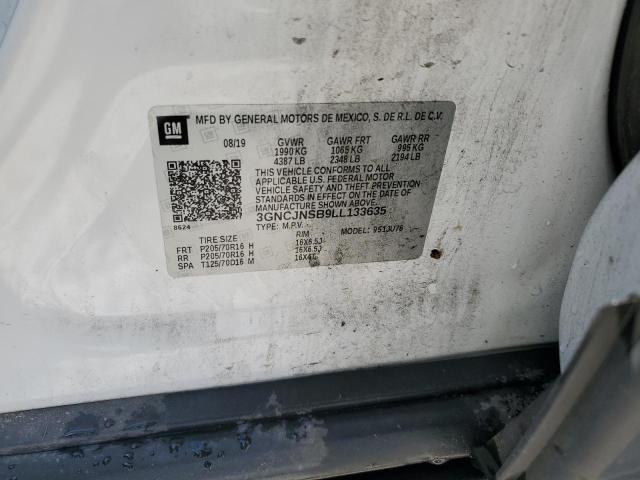 GM
MFD BY GENERAL MOTORS DE MEXICO, S. DE R.L. DE C.V.
08/19 GVWR GAWR FRT GAWR RR
1990 KG 1065 KG 995 KG
4387 LB 2348 LB 2194 LB
THIS VEHICLE CONFORMS TO ALL
APPLICABLE U.S. FEDERAL MOTOR
VEHICLE SAFETY AND THEFT PREVENTION
STANDARDS IN EFFECT ON THE DATE OF
MANUFACTURE SHOWN ABOVE.
3GNCJNSB9LL133635
8624
TYPE: M.P.V. MODEL: 9S1JU76
TIRE SIZE RIM
FRT P205/70R16 H 16X6.5J
RR P205/70R16 H 16X6.5J
SPA T125/70D16 M 16X4T